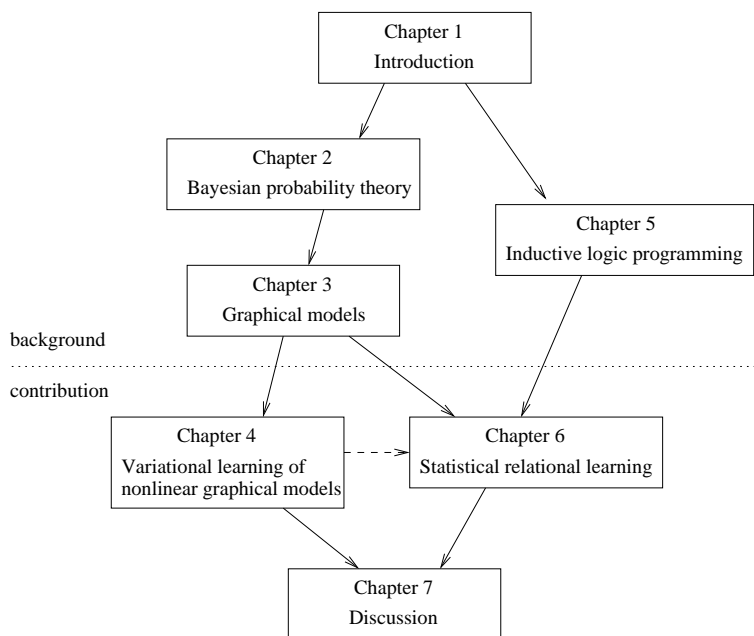 Chapter 1
Introduction
Chapter 2
Bayesian probability theory
Chapter 5
Inductive logic programming
Chapter 3
Graphical models
background
contribution
Chapter 4
Variational learning of
nonlinear graphical models
Chapter 6
Statistical relational learning
Chapter 7
Discussion